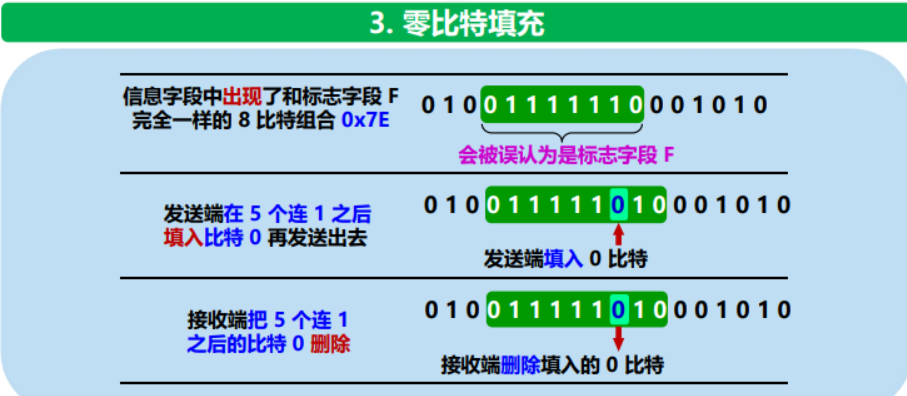 3. 零比特填充
信息字段中出现了和标志字段 F
完全一样的 8 比特组合 0x7E
0 1 0 0 1 1 1 1 1 1 0 0 0 1 0 1 0
会被误认为是标志字段 F
发送端在 5 个连 1 之后
填入比特 0 再发送出去
0 1 0 0 1 1 1 1 1 0 1 0 0 0 1 0 1 0
发送端填入 0 比特
接收端把 5 个连 1
之后的比特 0 删除
0 1 0 0 1 1 1 1 1 0 1 0 0 0 1 0 1 0
接收端删除填入的 0 比特